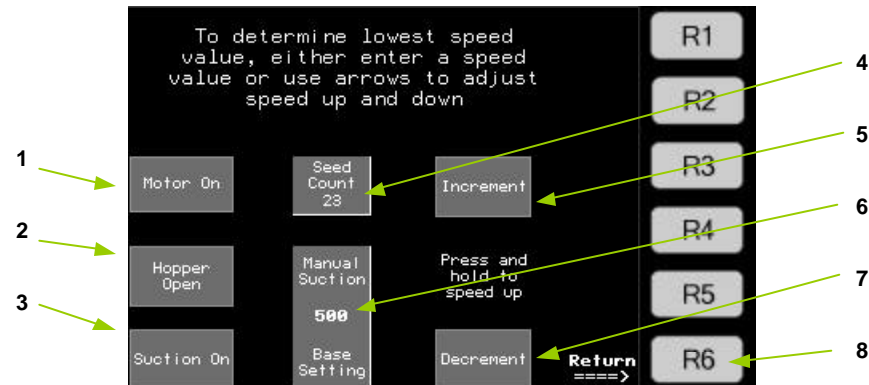 To determine lowest speed
value, either enter a speed
value or use arrows to adjust
speed up and down
R1
R2
R3
R4
R5
R6
1
2
3
4
5
6
7
8
Motor On
Seed
Count
23
Increment
Hopper
Open
Manual
Suction
500
Base
Setting
Press and
hold to
speed up
Suction On
Decrement
Return
====>